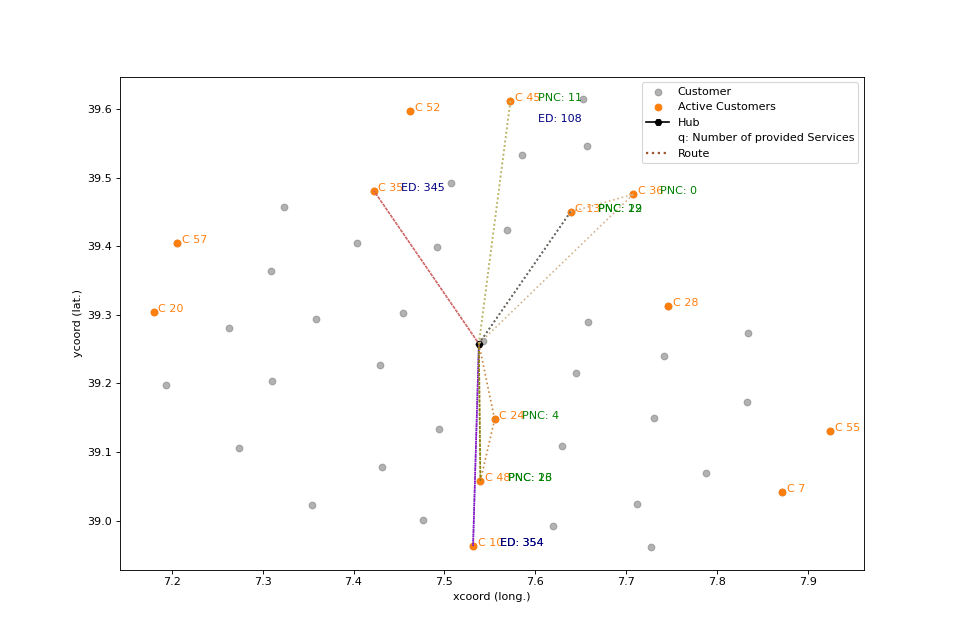 Customer
Active Customers
Hub
q: Number of provided Services
Route
C 45 PNC: 11
ED: 108
C 52
C 35 ED: 345
C 36 PNC: 0
C 13 PNC:
C 57
C 20
C 28
C 24 PNC: 4
C 55
C 48 PNC:
C 7
C 10 ED: 354
39.6
39.5
39.4
39.3
39.2
39.1
39.0
ycoord (lat.)
7.2 7.3 7.4 7.5 7.6 7.7 7.8 7.9
xcoord (long.)